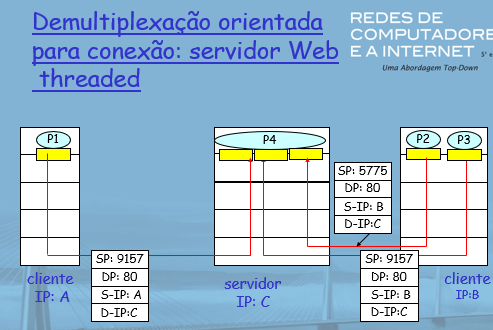 Demultiplexação orientada
para conexão: servidor Web
threaded
REDES DE
COMPUTADORE
E A INTERNET 5ª e
Uma Abordagem Top-Down
P1
P4
P2
P3
SP: 5775
DP: 80
S-IP: B
D-IP:C
SP: 9157
DP: 80
S-IP: A
D-IP:C
SP: 9157
DP: 80
S-IP: B
D-IP:C
cliente
IP: A
servidor
IP: C
cliente
IP:B